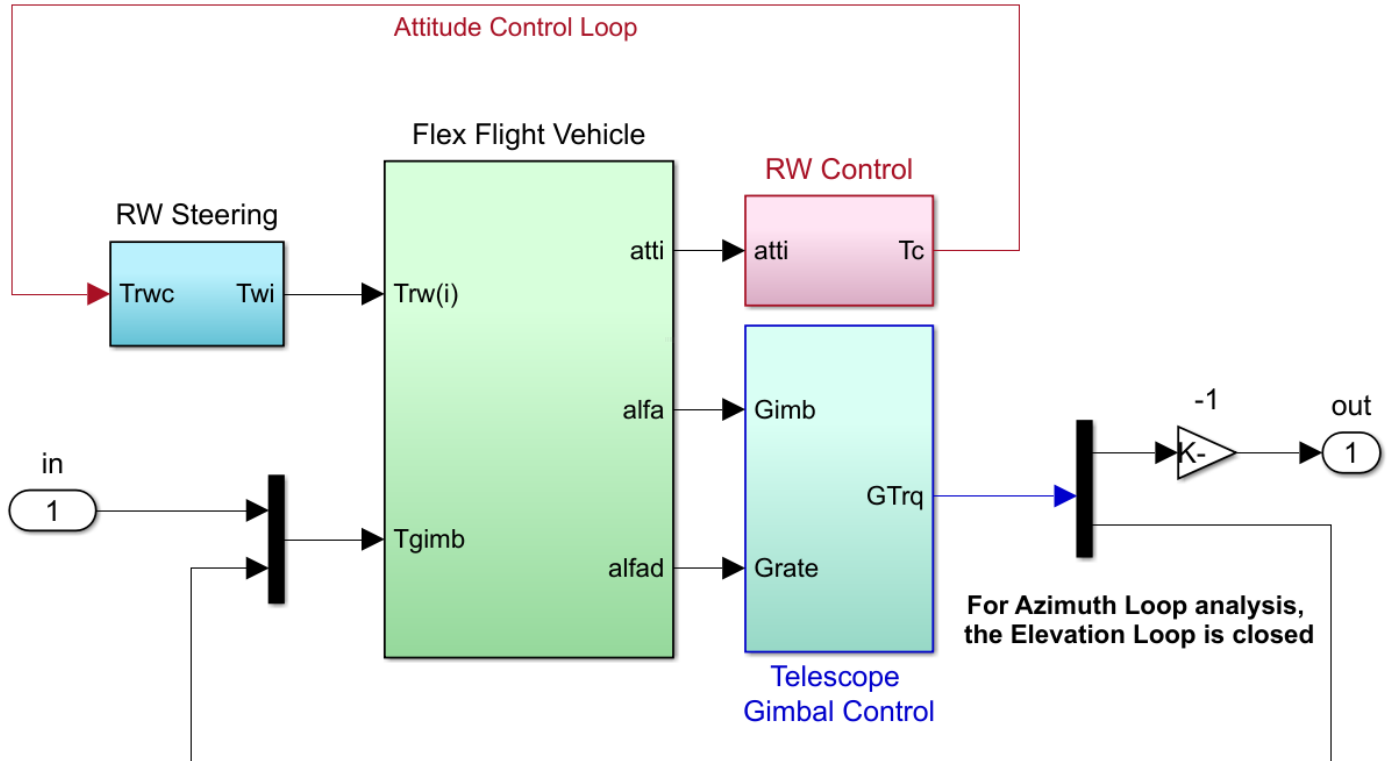 Attitude Control Loop
Flex Flight Vehicle
RW Control
RW Steering
atti
atti
Tc
Trwc
Twi
Trw(i)
alfa
Gimb
-1
out
K-
1
in
1
GTrq
Tgimb
alfad
Grate
For Azimuth Loop analysis,
the Elevation Loop is closed
Telescope
Gimbal Control